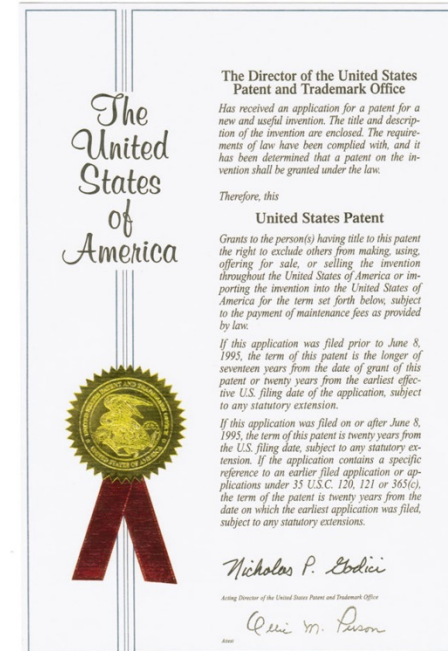 The
United
States
of
America
The Director of the United States
Patent and Trademark Office
Has received an application for a patent for a
new and useful invention. The title and descrip-
tion of the invention are enclosed. The require-
ments of law have been complied with, and it
has been determined that a patent on the in-
vention shall be granted under the law.
Therefore, this
United States Patent
Grants to the person(s) having title to this patent
the right to exclude others from making, using,
offering for sale, or selling the invention
throughout the United States of America or im-
porting the invention into the United States of
America for the term set forth below, subject
to the payment of maintenance fees as provided
by law.
If this application was filed prior to June 8,
1995, the term of this patent is the longer of
seventeen years from the date of grant of this
patent or twenty years from the earliest effec-
tive U.S. filing date of the application, subject
to any statutory extension.
If this application was filed on or after June 8,
1995, the term of this patent is twenty years from
the U.S. filing date, subject to any statutory ex-
tension. If the application contains a specific
reference to an earlier filed application or ap-
plications under 35 U.S.C. 120, 121 or 365(c),
the term of the patent is twenty years from the
date on which the earliest application was filed,
subject to any statutory extensions.
Nicholas P. Godici
Acting Director of the United States Patent and Trademark Office
M. Person
Attest